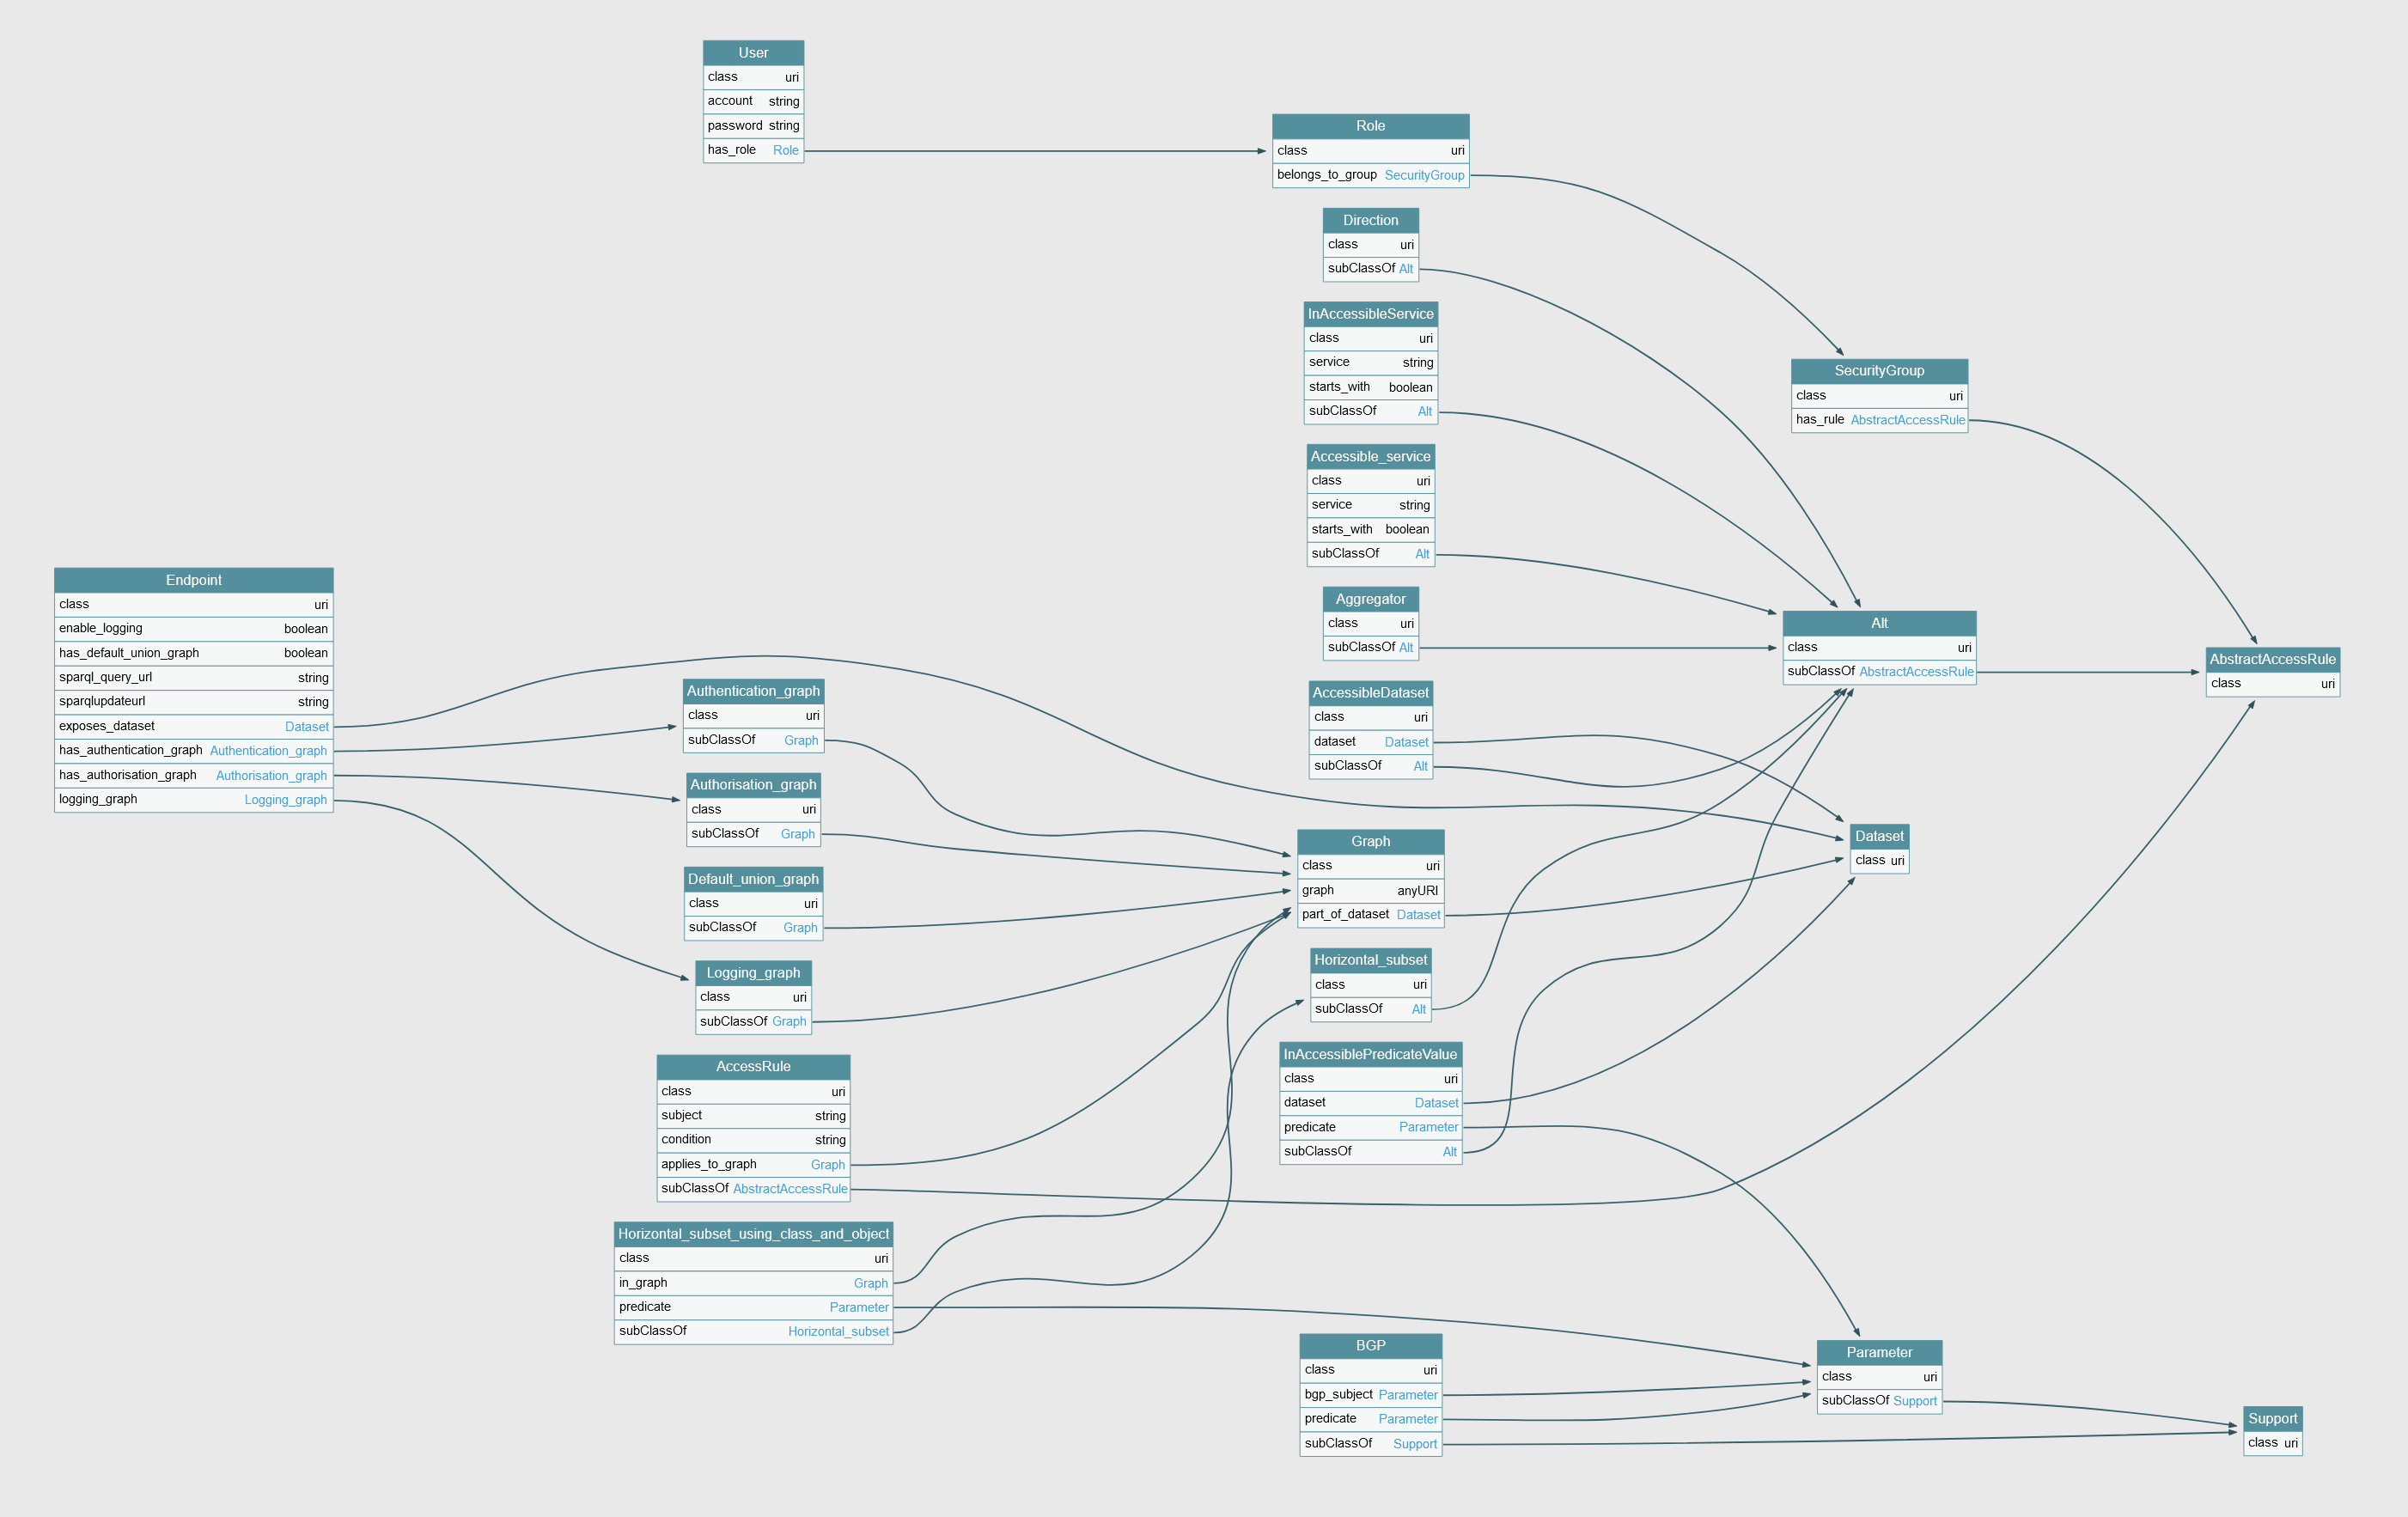 User
class uri
account string
password string
has_role Role
Role
class uri
belongs_to_group SecurityGroup
Direction
class uri
subClassOf Alt
InAccessibleService
class uri
service string
starts_with boolean
subClassOf Alt
SecurityGroup
class uri
has_rule AbstractAccessRule
Accessible_service
class uri
service string
starts_with boolean
subClassOf Alt
Endpoint
class uri
enable_logging boolean
has_default_union_graph boolean
sparql_query_url string
sparqlupdateurl string
exposes_dataset Dataset
has_authentication_graph Authentication_graph
has_authorisation_graph Authorisation_graph
logging_graph Logging_graph
Aggregator
class uri
subClassOf Alt
Alt
class uri
subClassOf AbstractAccessRule
AbstractAccessRule
class uri
Authentication_graph
class uri
subClassOf Graph
AccessibleDataset
class uri
dataset Dataset
subClassOf Alt
Authorisation_graph
class uri
subClassOf Graph
Dataset
class uri
Graph
class uri
graph anyURI
part_of_dataset Dataset
Default_union_graph
class uri
subClassOf Graph
Horizontal_subset
class uri
subClassOf Alt
Logging_graph
class uri
subClassOf Graph
InAccessiblePredicateValue
class uri
dataset Dataset
predicate Parameter
subClassOf Alt
AccessRule
class uri
subject string
condition string
applies_to_graph Graph
subClassOf AbstractAccessRule
Horizontal_subset_using_class_and_object
class uri
in_graph Graph
predicate Parameter
subClassOf Horizontal_subset
BGP
class uri
bgp_subject Parameter
predicate Parameter
subClassOf Support
Parameter
class uri
subClassOf Support
Support
class uri